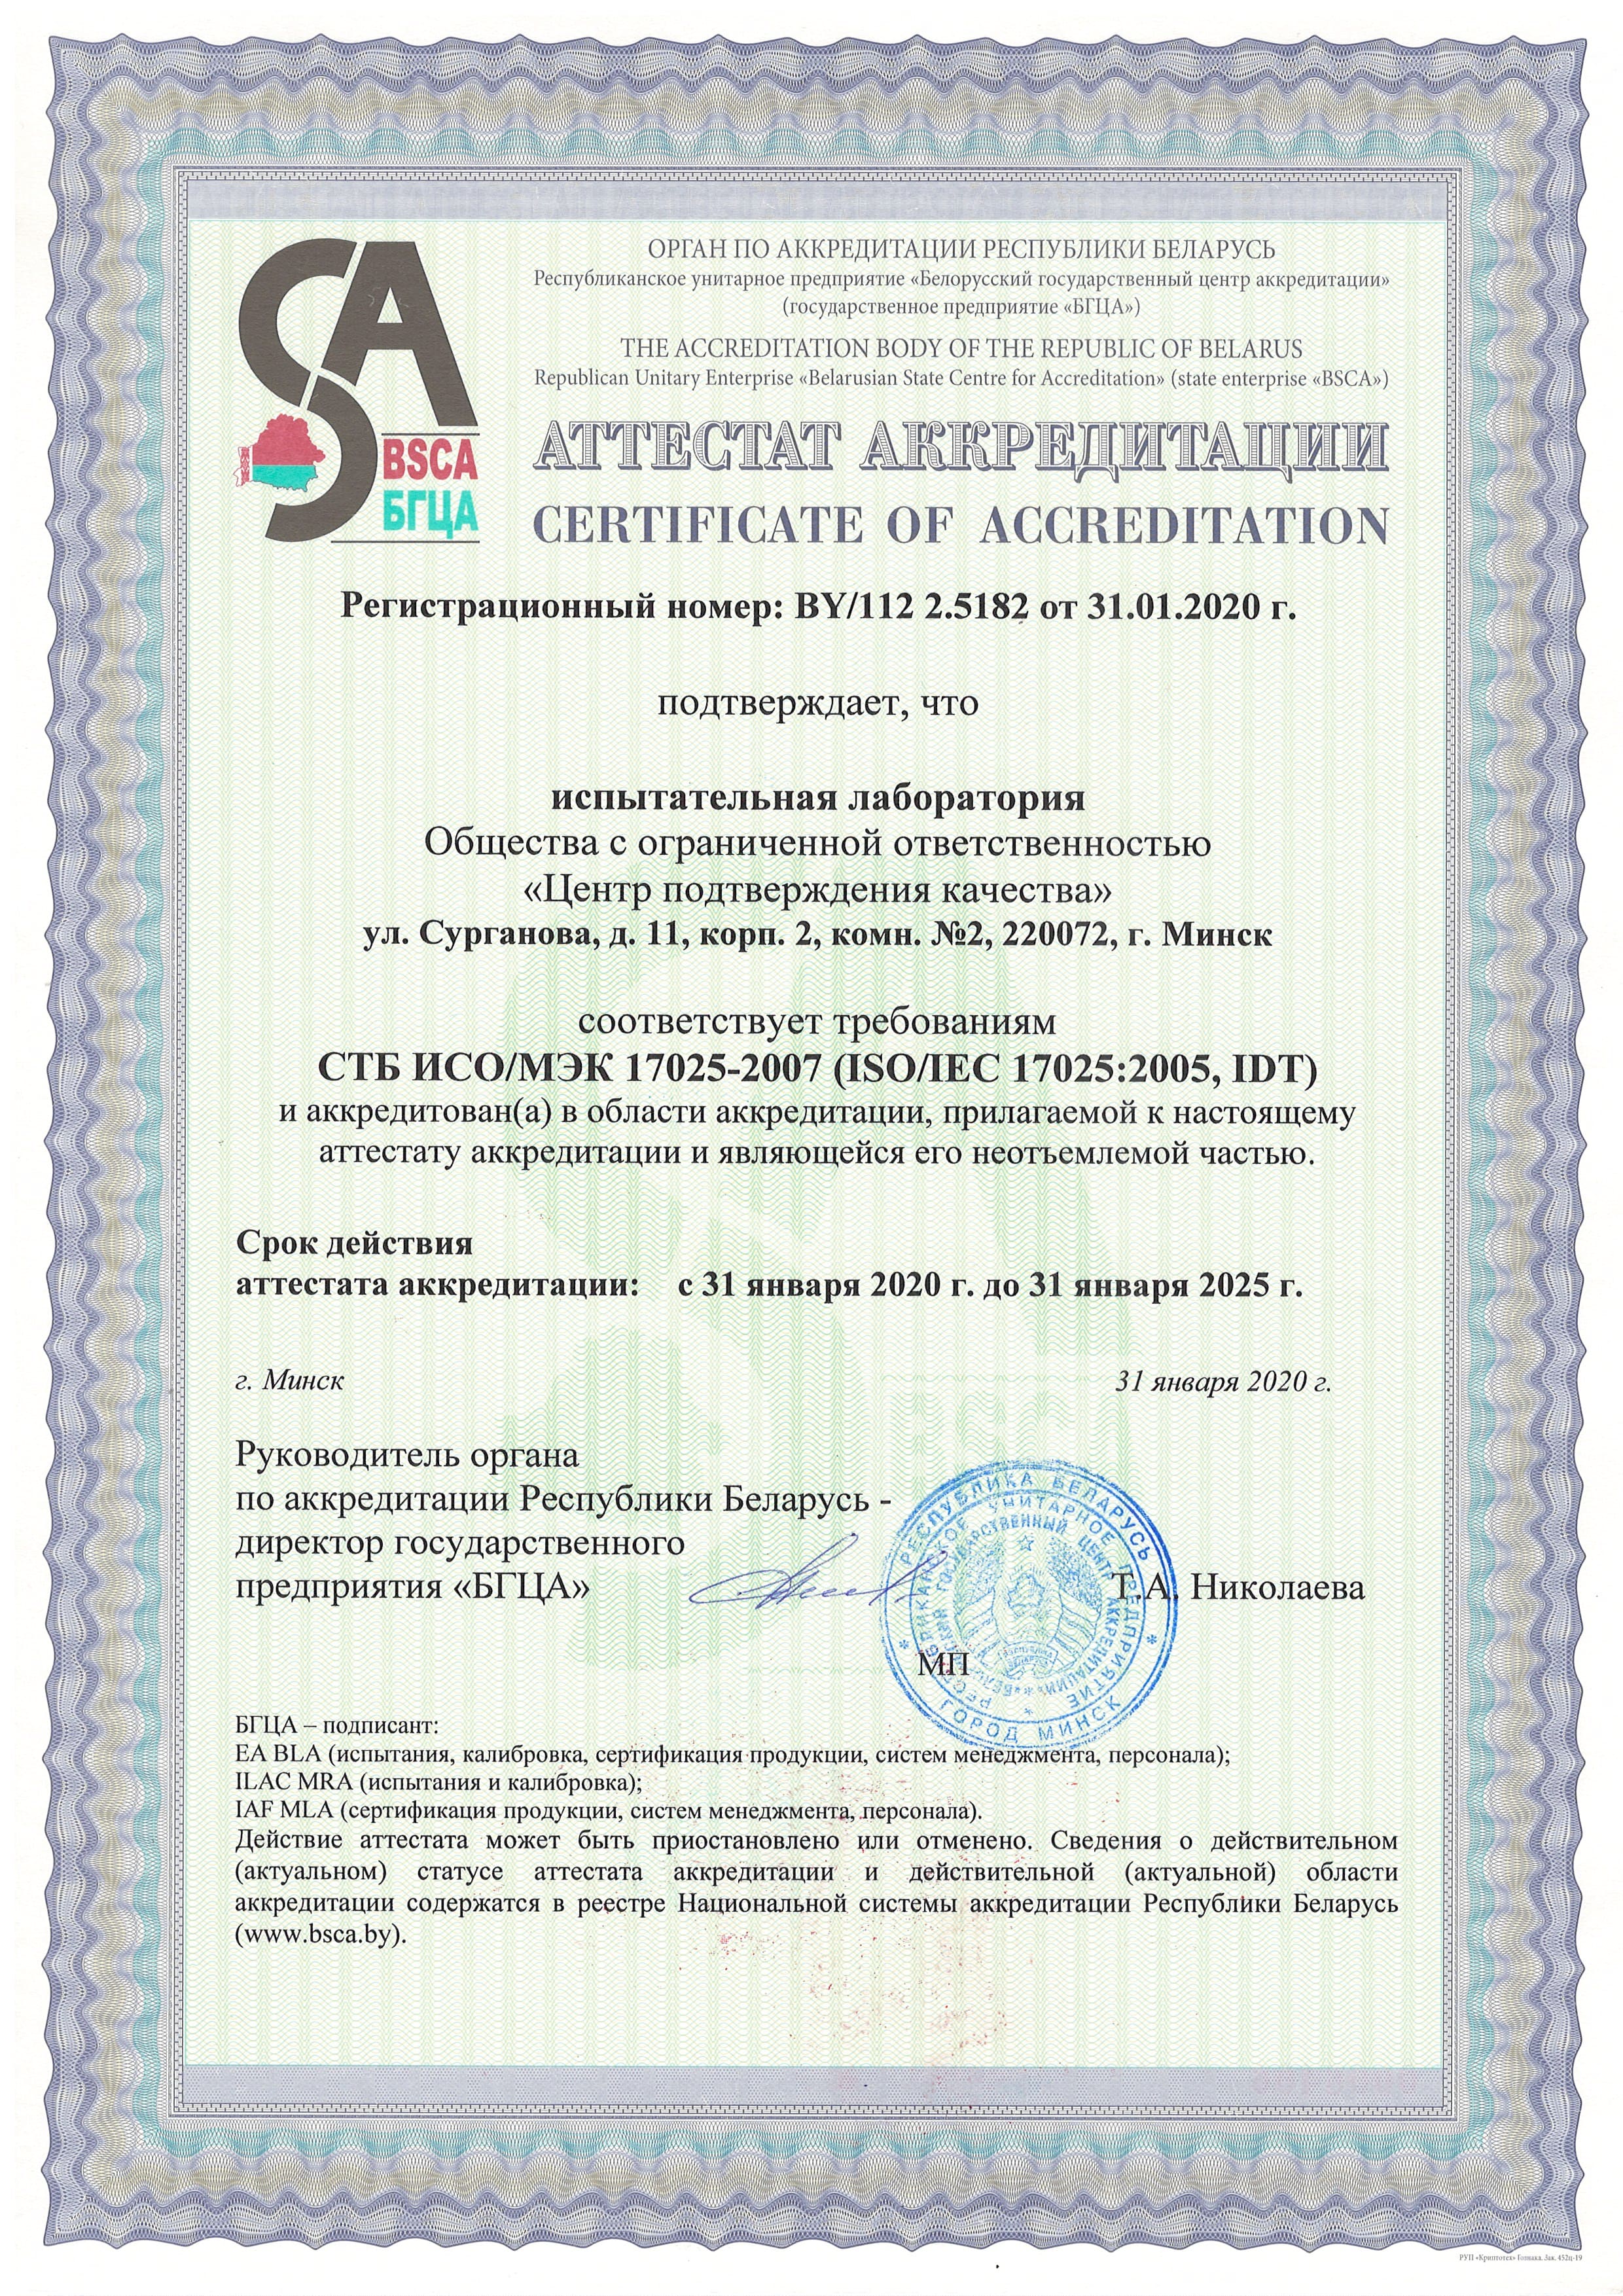 ОРГАН ПО АККРЕДИТАЦИИ РЕСПУБЛИКИ БЕЛАРУСЬ
Республиканское унитарное предприятие «Белорусский государственный центр аккредитации»
(государственное предприятие «БГЦА»)
THE ACCREDITATION BODY OF THE REPUBLIC OF BELARUS
Republican Unitary Enterprise «Belarusian State Centre for Accreditation» (state enterprise «BSCA»)
SA
BSCA
БГЦА
АТТЕСТАТ АККРЕДИТАЦИИ
CERTIFICATE OF ACCREDITATION
Регистрационный номер: BY/112 2.5182 от 31.01.2020 г.
подтверждает, что
испытательная лаборатория
Общества с ограниченной ответственностью
«Центр подтверждения качества»
ул. Сурганова, д. 11, корп. 2, комн. №2, 220072, г. Минск
соответствует требованиям
СТБ ИСО/МЭК 17025-2007 (ISO/IEC 17025:2005, IDT)
и аккредитован(а) в области аккредитации, прилагаемой к настоящему
аттестату аккредитации и являющейся его неотъемлемой частью.
Срок действия
аттестата аккредитации: с 31 января 2020 г. до 31 января 2025 г.
г. Минск 31 января 2020 г.
Руководитель органа
по аккредитации Республики Беларусь -
директор государственного
предприятия «БГЦА» Т.А. Николаева
МП
РЕСПУБЛИКА БЕЛАРУСЬ
ГОРОД МИНСК
РЕСПУБЛИКАНСКОЕ УНИТАРНОЕ ПРЕДПРИЯТИЕ
«БЕЛОРУССКИЙ ГОСУДАРСТВЕННЫЙ ЦЕНТР АККРЕДИТАЦИИ»
БГЦА – подписант:
EA BLA (испытания, калибровка, сертификация продукции, систем менеджмента, персонала);
ILAC MRA (испытания и калибровка);
IAF MLA (сертификация продукции, систем менеджмента, персонала).
Действие аттестата может быть приостановлено или отменено. Сведения о действительном
(актуальном) статусе аттестата аккредитации и действительной (актуальной) области
аккредитации содержатся в реестре Национальной системы аккредитации Республики Беларусь
(www.bsca.by).
РУП «Криптотех» Гознака. Зак. 452ц-19